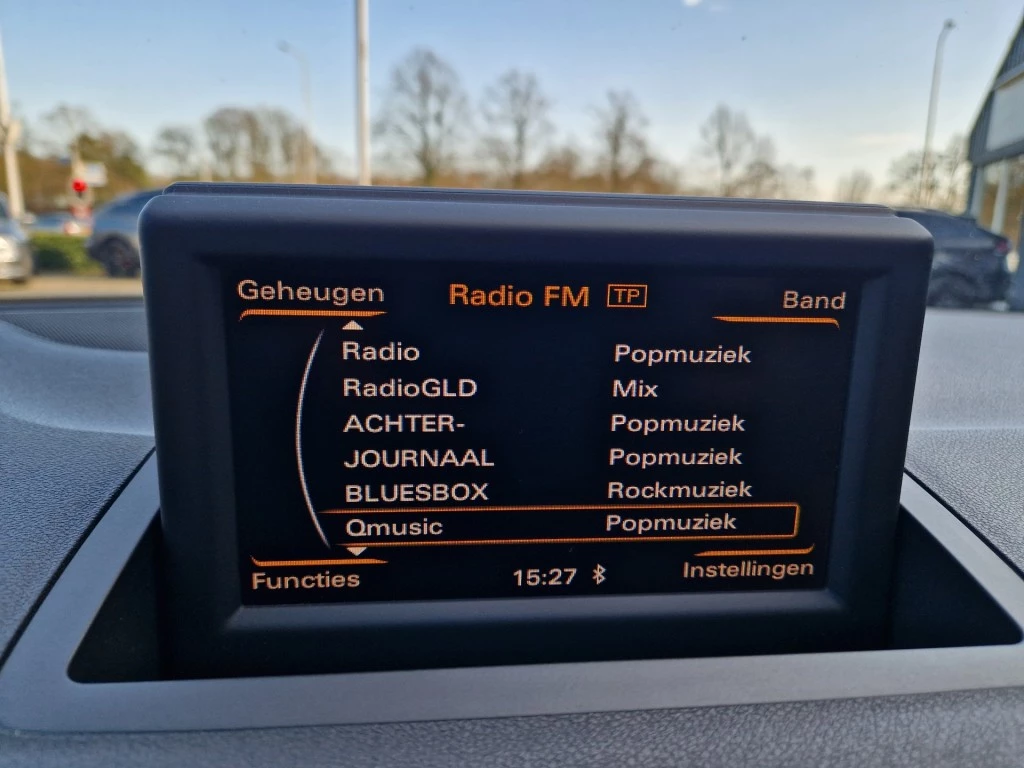 Geheugen Radio FM TP Band
Radio Popmuziek
RadioGLD Mix
ACHTER- Popmuziek
JOURNAAL Popmuziek
BLUESBOX Rockmuziek
Qmusic Popmuziek
Functies 15:27 Instellingen